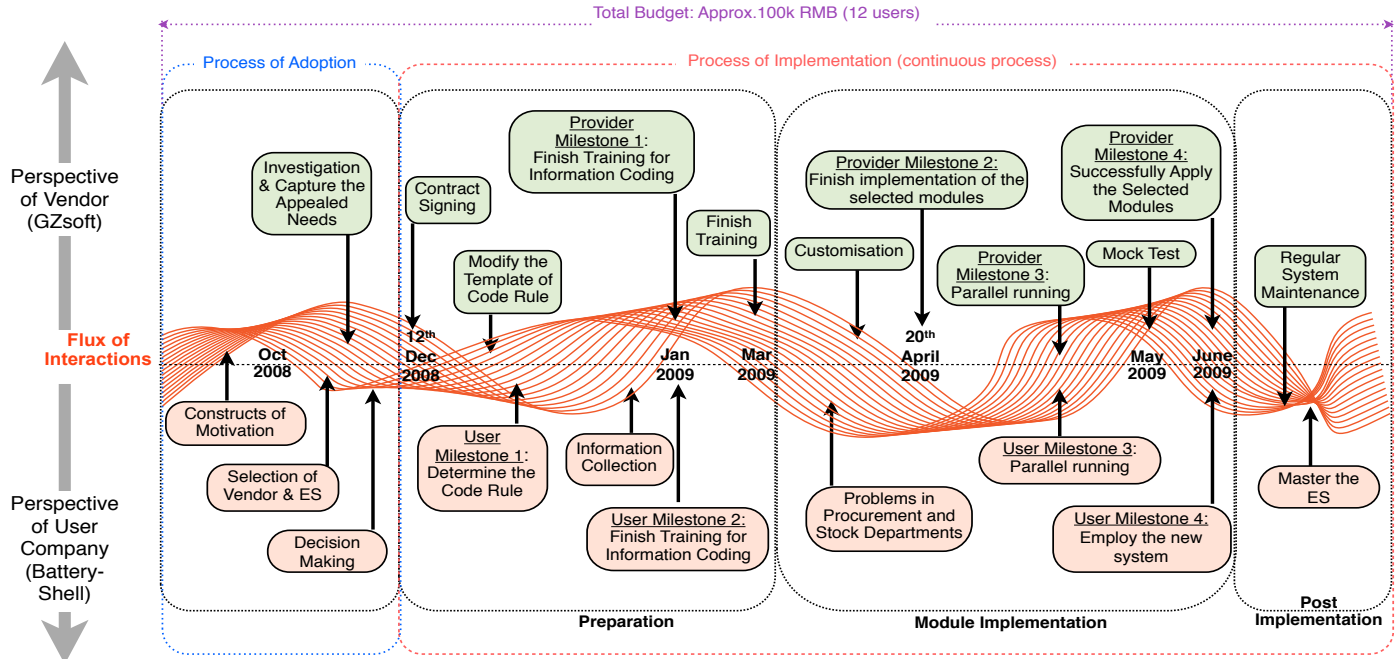 Total Budget: Approx.100k RMB (12 users)
Process of Adoption
Process of Implementation (continuous process)
Perspective
of Vendor
(GZsoft)
Flux of
Interactions
Perspective
of User
Company
(Battery-
Shell)
Investigation
& Capture the
Appealed
Needs
Contract
Signing
Modify the
Template of
Code Rule
Provider
Milestone 1:
Finish Training for
Information Coding
Finish
Training
Customisation
Provider Milestone 2:
Finish implementation of the
selected modules
Provider
Milestone 3:
Parallel running
Mock Test
Provider
Milestone 4:
Successfully Apply
the Selected
Modules
Regular
System
Maintenance
Oct
2008
12th
Dec
2008
Jan
2009
Mar
2009
20th
April
2009
May
2009
June
2009
Constructs of
Motivation
Selection of
Vendor & ES
Decision
Making
User
Milestone 1:
Determine the
Code Rule
Information
Collection
User Milestone 2:
Finish Training for
Information Coding
Problems in
Procurement and
Stock Departments
User Milestone 3:
Parallel running
User Milestone 4:
Employ the new
system
Master the
ES
Preparation
Module Implementation
Post
Implementation